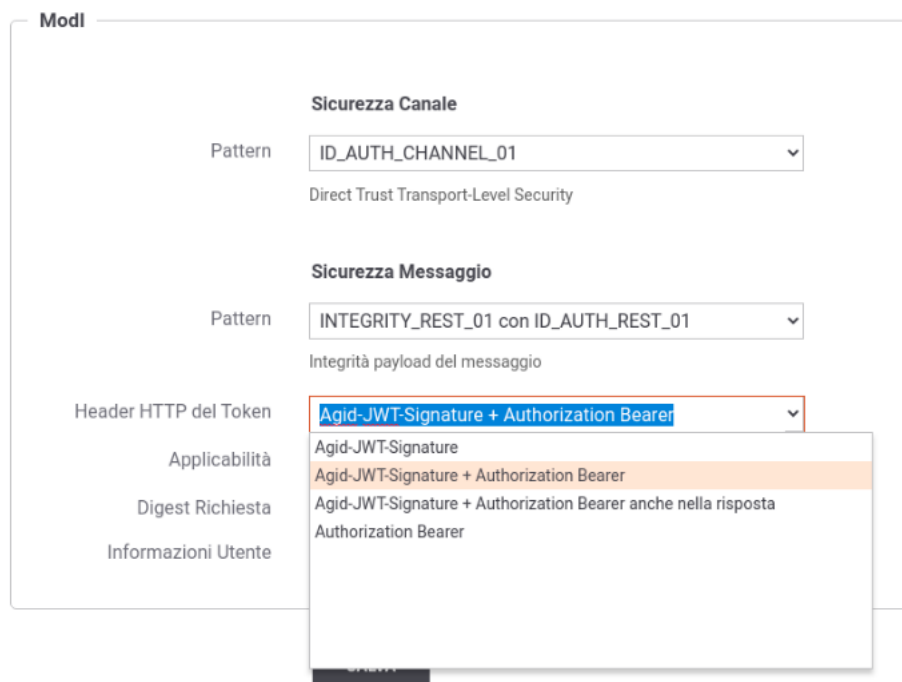 ModI
Sicurezza Canale
Pattern
ID_AUTH_CHANNEL_01
Direct Trust Transport-Level Security
Sicurezza Messaggio
Pattern
INTEGRITY_REST_01 con ID_AUTH_REST_01
Integrità payload del messaggio
Header HTTP del Token
Agid-JWT-Signature + Authorization Bearer
Agid-JWT-Signature
Applicabilità
Agid-JWT-Signature + Authorization Bearer
Digest Richiesta
Agid-JWT-Signature + Authorization Bearer anche nella risposta
Authorization Bearer
Informazioni Utente